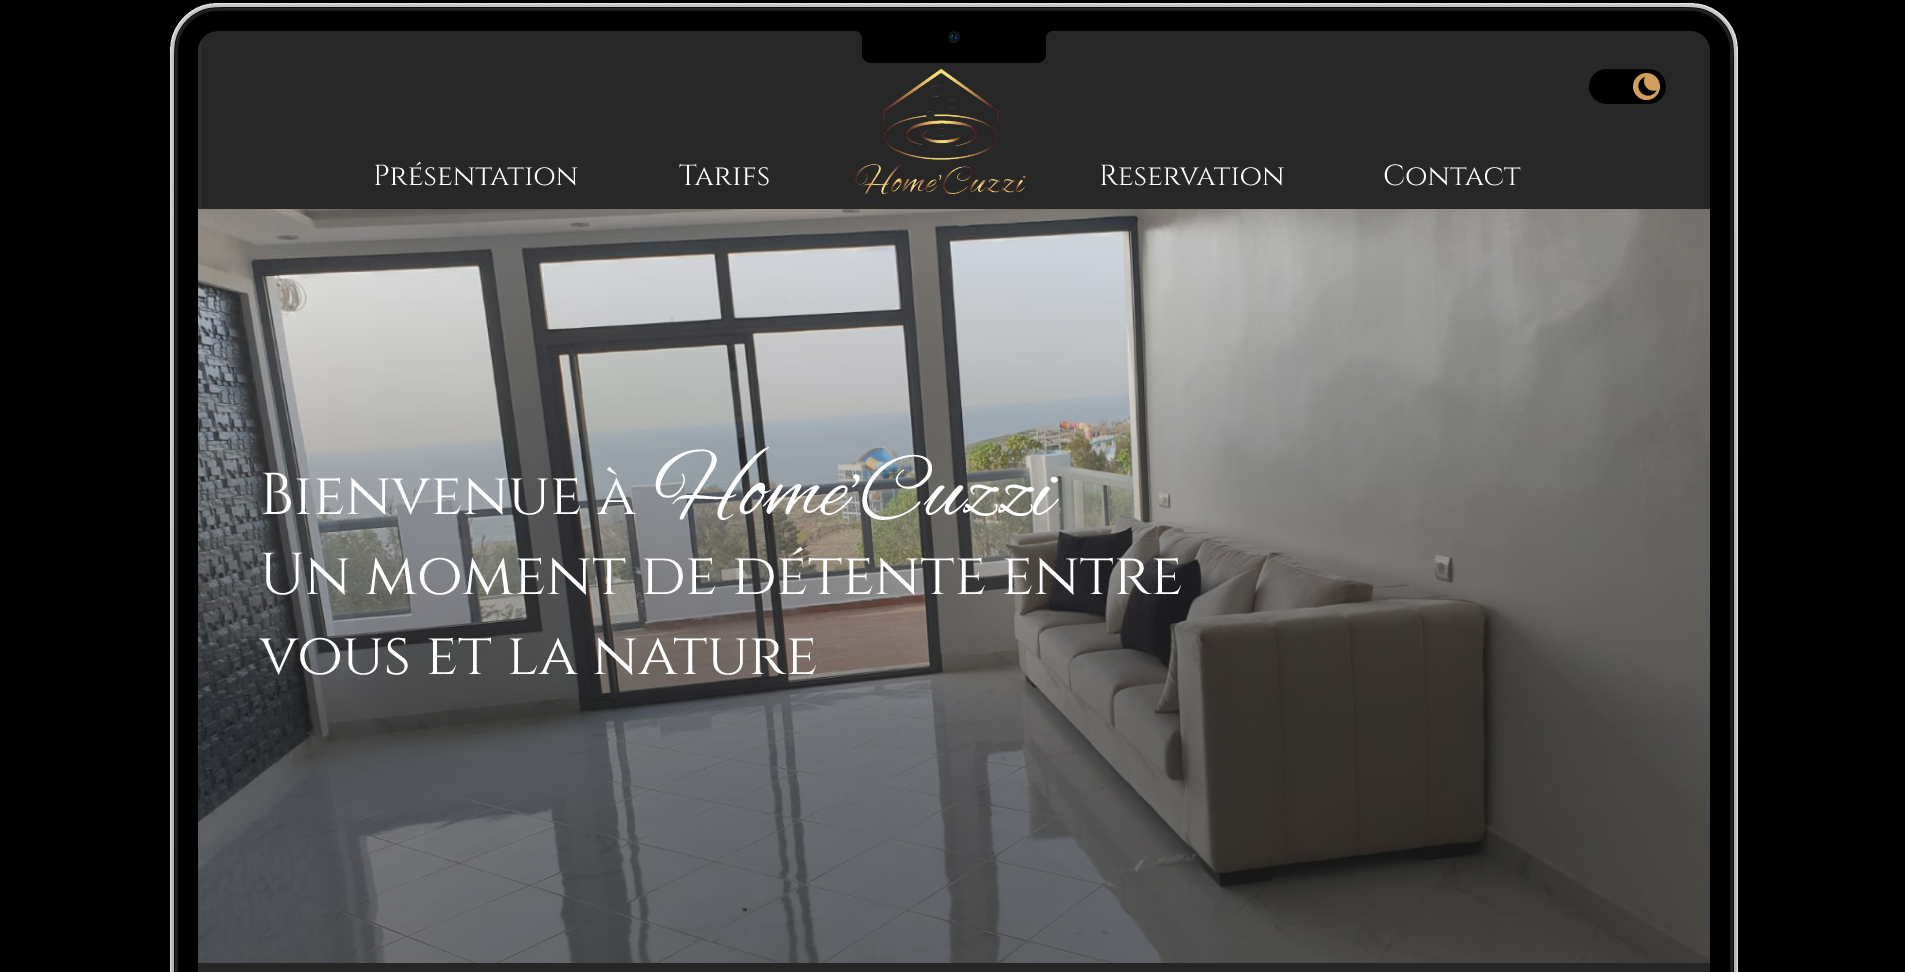 Présentation
Tarifs
Home'Cuzzi
Reservation
Contact
Bienvenue à Home'Cuzzi
Un moment de détente entre
vous et la nature